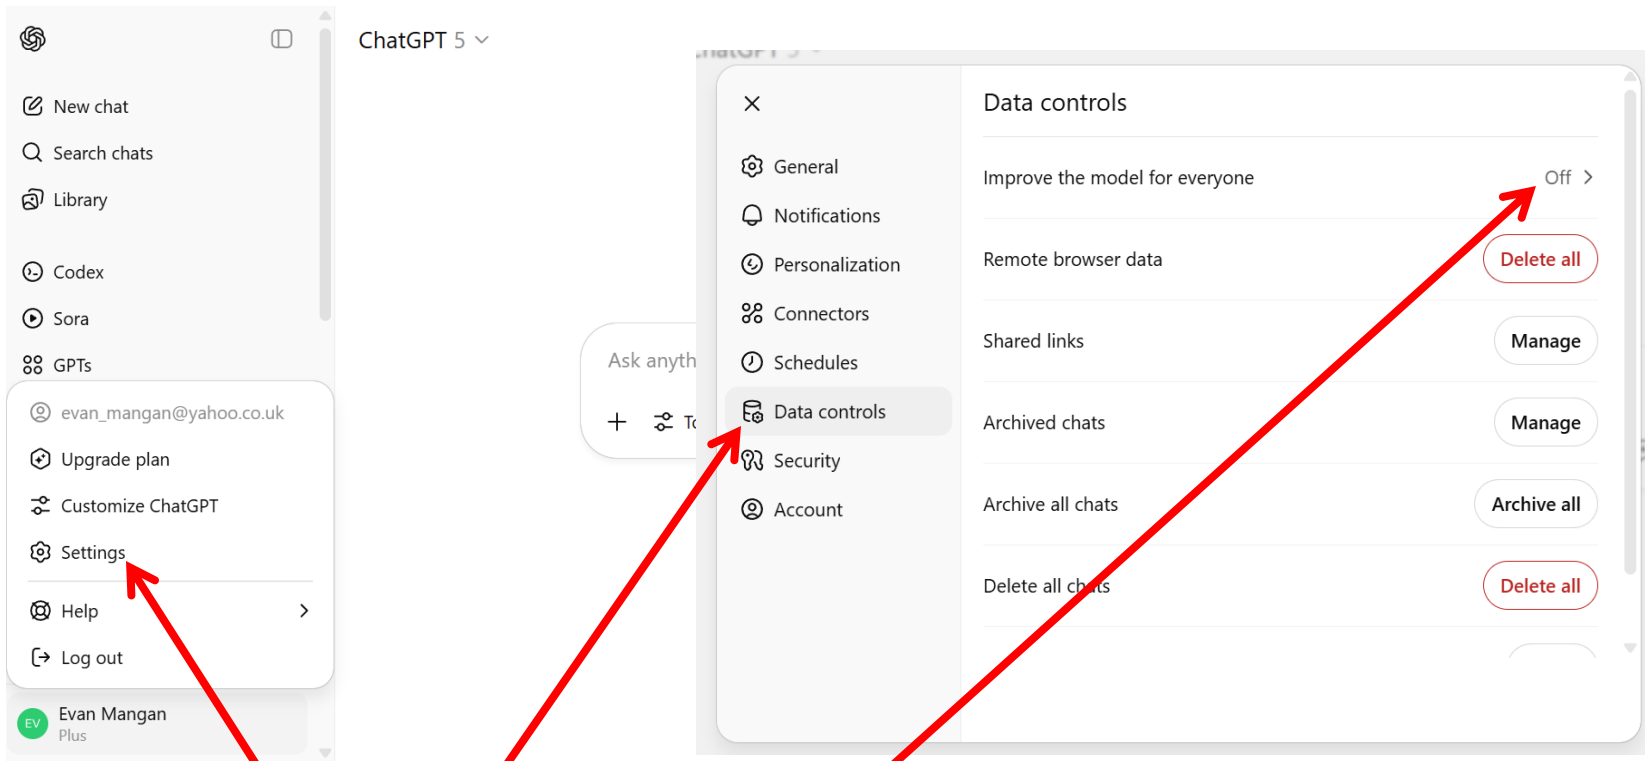 ChatGPT 5
New chat
Search chats
Library
Codex
Sora
GPTs
evan_mangan@yahoo.co.uk
Upgrade plan
Customize ChatGPT
Settings
Help
Log out
EV
Evan Mangan
Plus
Ask anyth
To
Data controls
General
Notifications
Personalization
Connectors
Schedules
Data controls
Security
Account
Improve the model for everyone Off
Remote browser data Delete all
Shared links Manage
Archived chats Manage
Archive all chats Archive all
Delete all chats Delete all